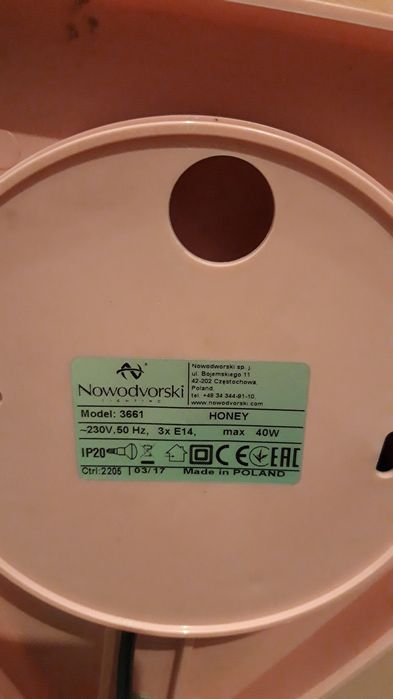 Nowodvorski
LIGHTING
Nowodvorski sp. j.
ul. Bojemskiego 11
42-202 Częstochowa
Poland.
tel. +48 34 344-91-10,
www.nowodvorski.com
Model: 3661 HONEY
~230V,50 Hz, 3x E14, max 40W
IP20 CE EAC
Ctrl:2205 | 03/17 Made in POLAND